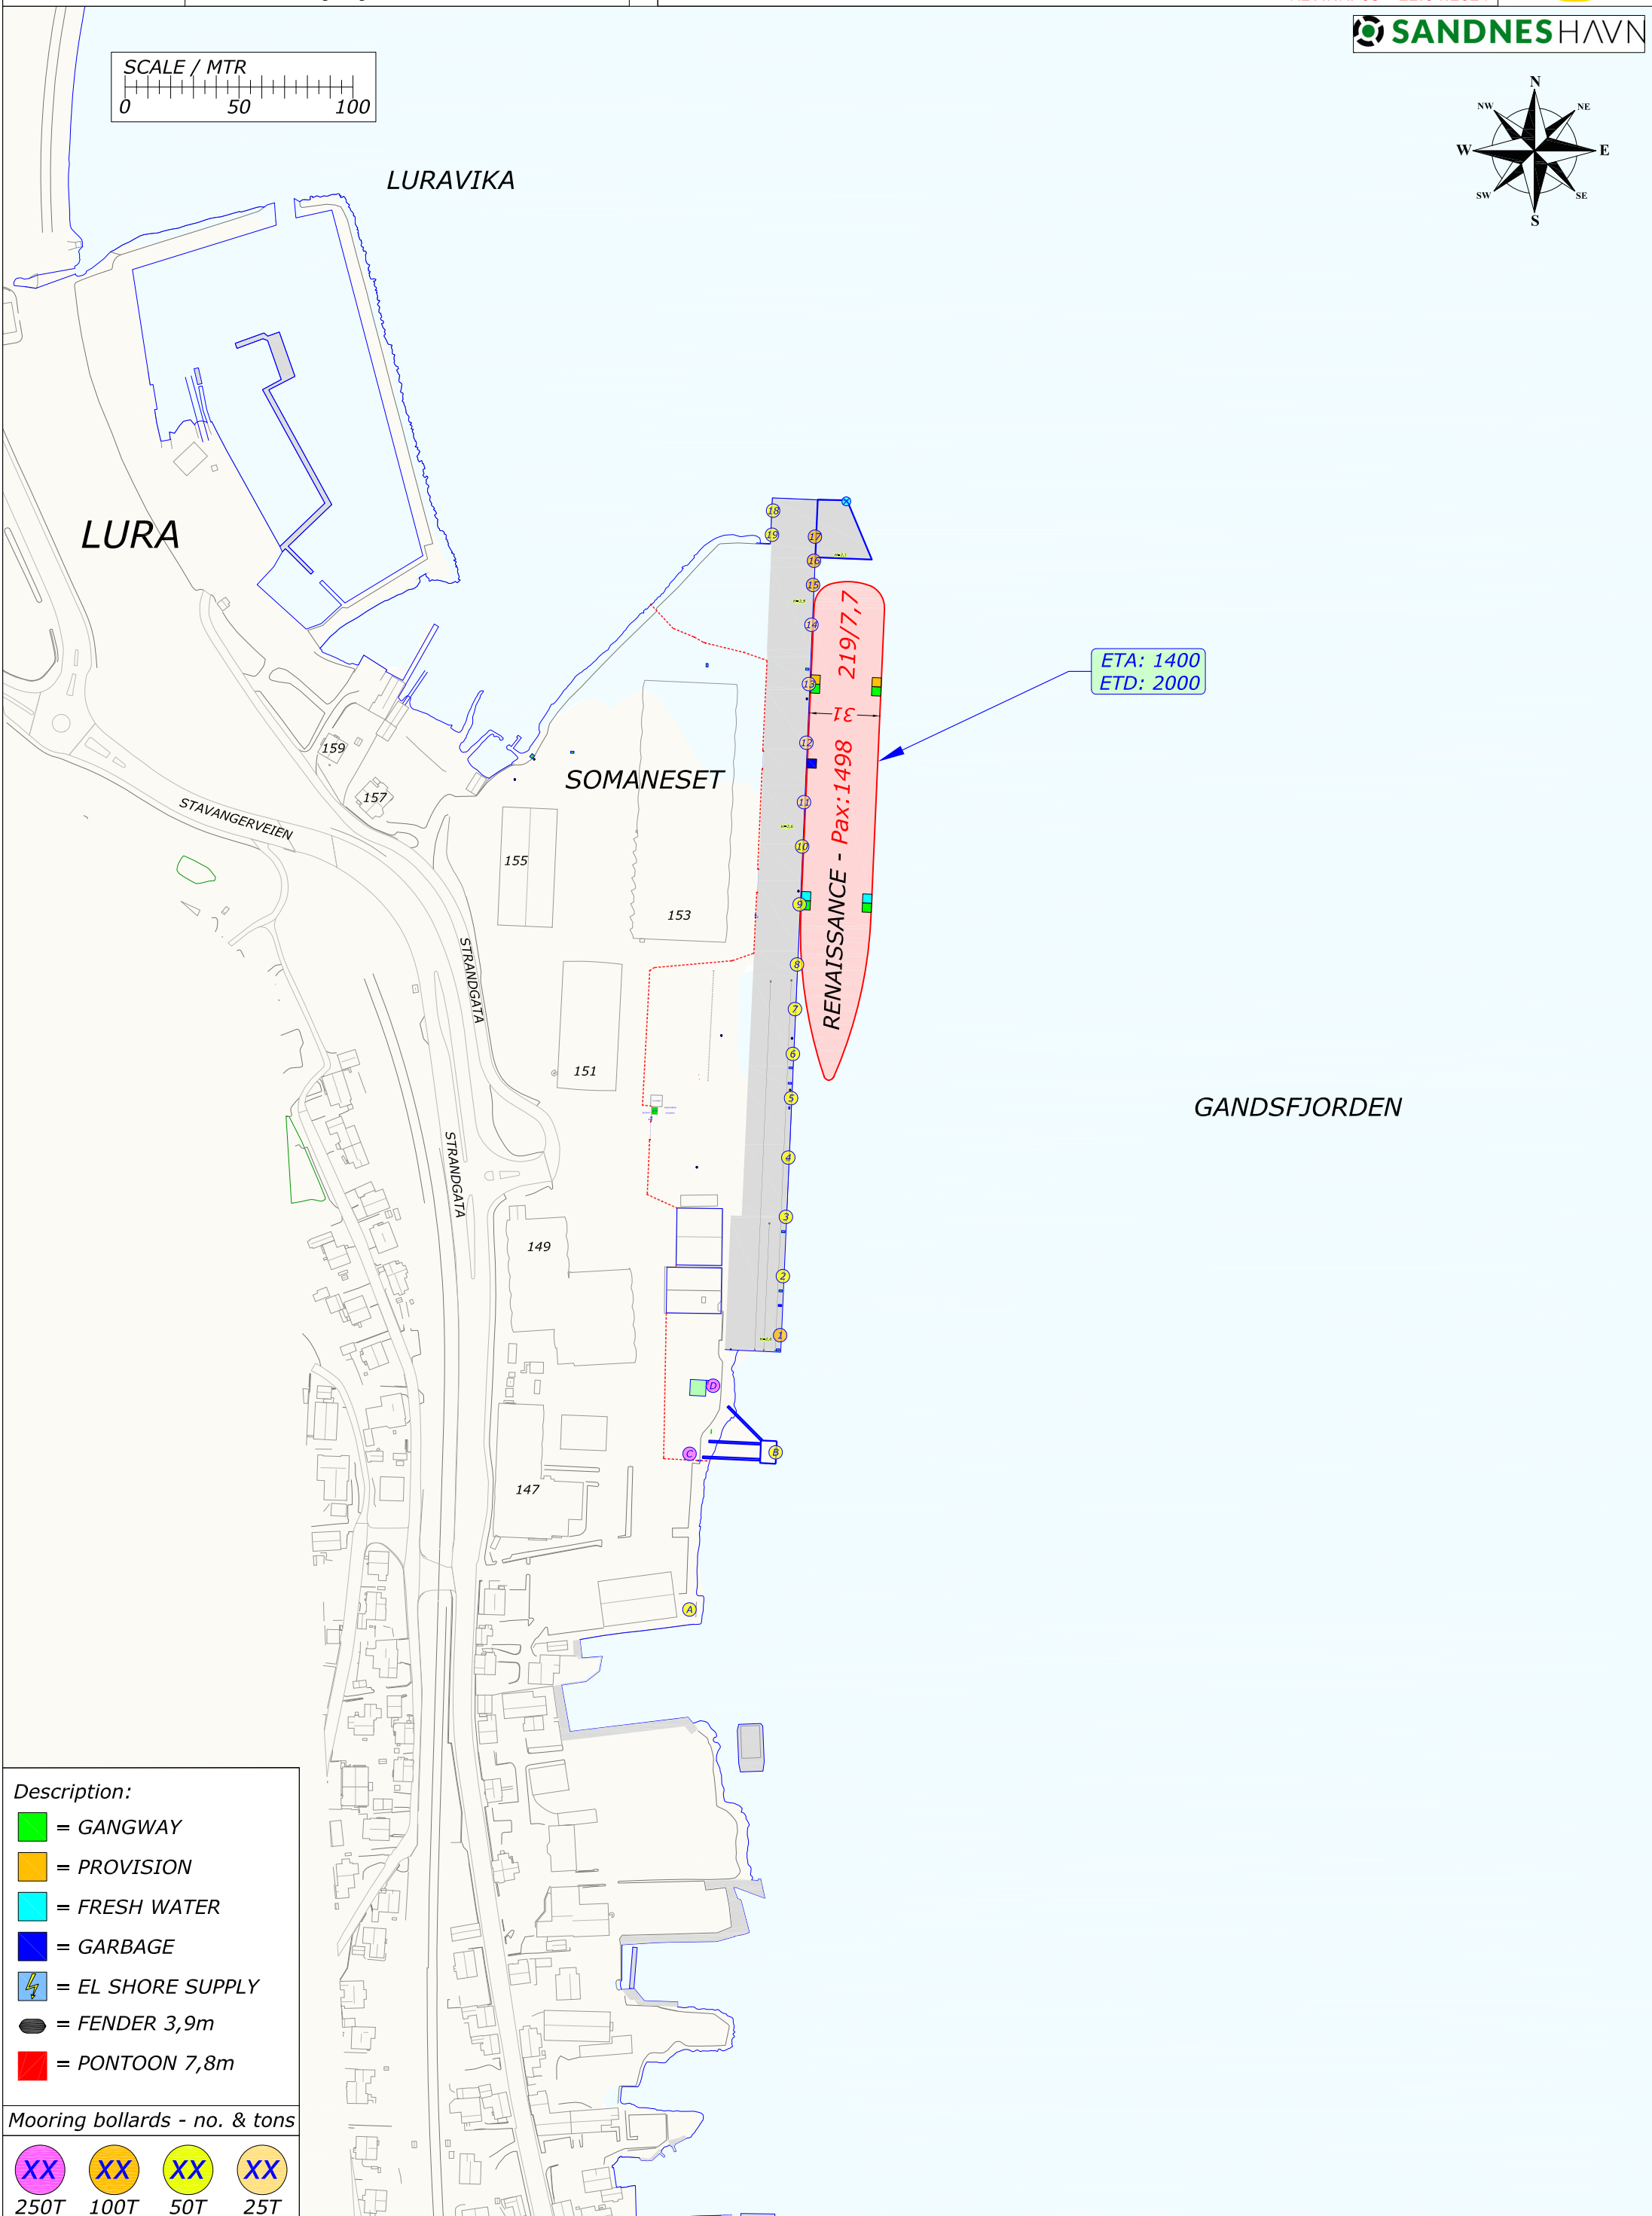 SANDNESHAVN
SCALE / MTR
0 50 100
N
NW NE
W E
SW SE
S
LURAVIKA
LURA
18
19
17
16
15
14
219/7,7
ETA: 1400
ETD: 2000
13
31
12
159
SOMANESET
157
STAVANGERVEIEN
11
RENAISSANCE - Pax:1498
10
155
153
9
8
STRANDGATA
7
6
151
5
GANDSFJORDEN
STRANDGATA
4
3
149
2
1
D
C
B
147
A
Description:
= GANGWAY
= PROVISION
= FRESH WATER
= GARBAGE
= EL SHORE SUPPLY
= FENDER 3,9m
= PONTOON 7,8m
Mooring bollards - no. & tons
XX XX XX XX
250T 100T 50T 25T